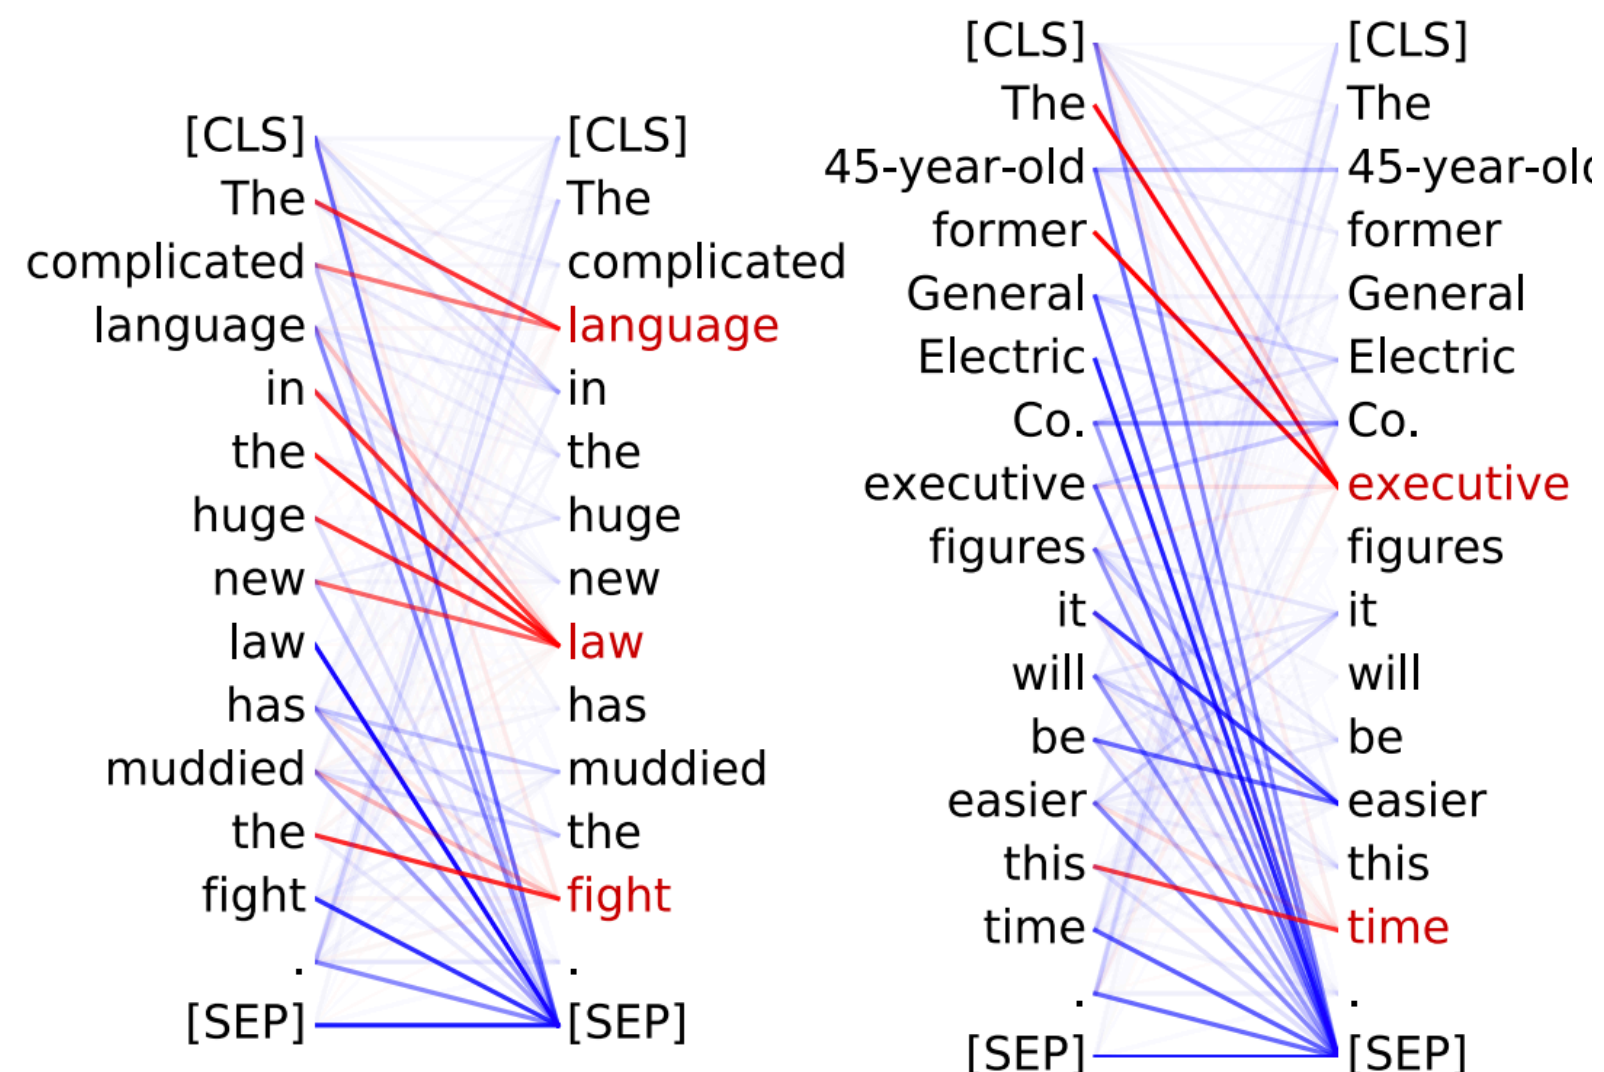 [CLS] [CLS]
The The
complicated complicated
language language
in in
the the
huge huge
new new
law law
has has
muddied muddied
the the
fight fight
. .
[SEP] [SEP]
[CLS] [CLS]
The The
45-year-old 45-year-old
former former
General General
Electric Electric
Co. Co.
executive executive
figures figures
it it
will will
be be
easier easier
this this
time time
. .
[SEP] [SEP]